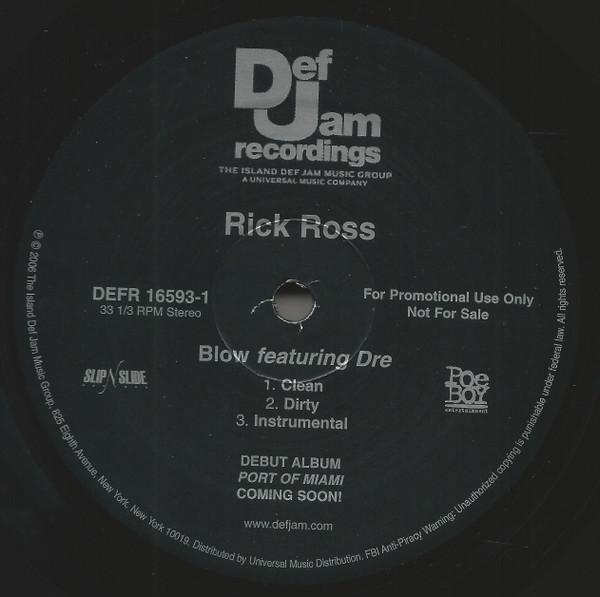 Def
Jam
recordings
THE ISLAND DEF JAM MUSIC GROUP
A UNIVERSAL MUSIC COMPANY
Rick Ross
DEFR 16593-1
33 1/3 RPM Stereo
For Promotional Use Only
Not For Sale
Blow featuring Dre
1. Clean
2. Dirty
3. Instrumental
SLIP N SLIDE
RECORDS
Poe
BOY
entertainment
DEBUT ALBUM
PORT OF MIAMI
COMING SOON!
www.defjam.com
℗ © 2006 The Island Def Jam Music Group, 825 Eighth Avenue, New York, New York 10019. Distributed by Universal Music Distribution. FBI Anti-Piracy Warning: Unauthorized copying is punishable under federal law. All rights reserved.